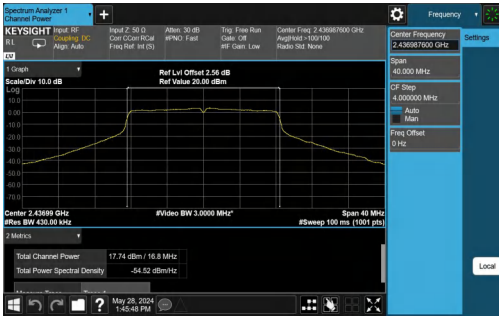 Spectrum Analyzer 1
Channel Power
Frequency
KEYSIGHT
Input: RF
Coupling: DC
Align: Auto
Input Z: 50 Ω
Corr CCorr RCal
Freq Ref: Int (S)
Atten: 30 dB
#PNO: Fast
Trig: Free Run
Gate: Off
#IF Gain: Low
Center Freq: 2.436987600 GHz
Avg|Hold:>100/100
Radio Std: None
RL
LXI
Center Frequency
2.436987600 GHz
Settings
Span
40.000 MHz
CF Step
4.000000 MHz
Auto
Man
Freq Offset
0 Hz
Local
1 Graph
Scale/Div 10.0 dB
Ref Lvl Offset 2.56 dB
Ref Value 20.00 dBm
Log
10.0
0.00
-10.0
-20.0
-30.0
-40.0
-50.0
-60.0
-70.0
Center 2.43699 GHz
#Res BW 430.00 kHz
#Video BW 3.0000 MHz*
Span 40 MHz
#Sweep 100 ms (1001 pts)
2 Metrics
Total Channel Power 17.74 dBm / 16.8 MHz
Total Power Spectral Density -54.52 dBm/Hz
May 28, 2024
1:45:48 PM